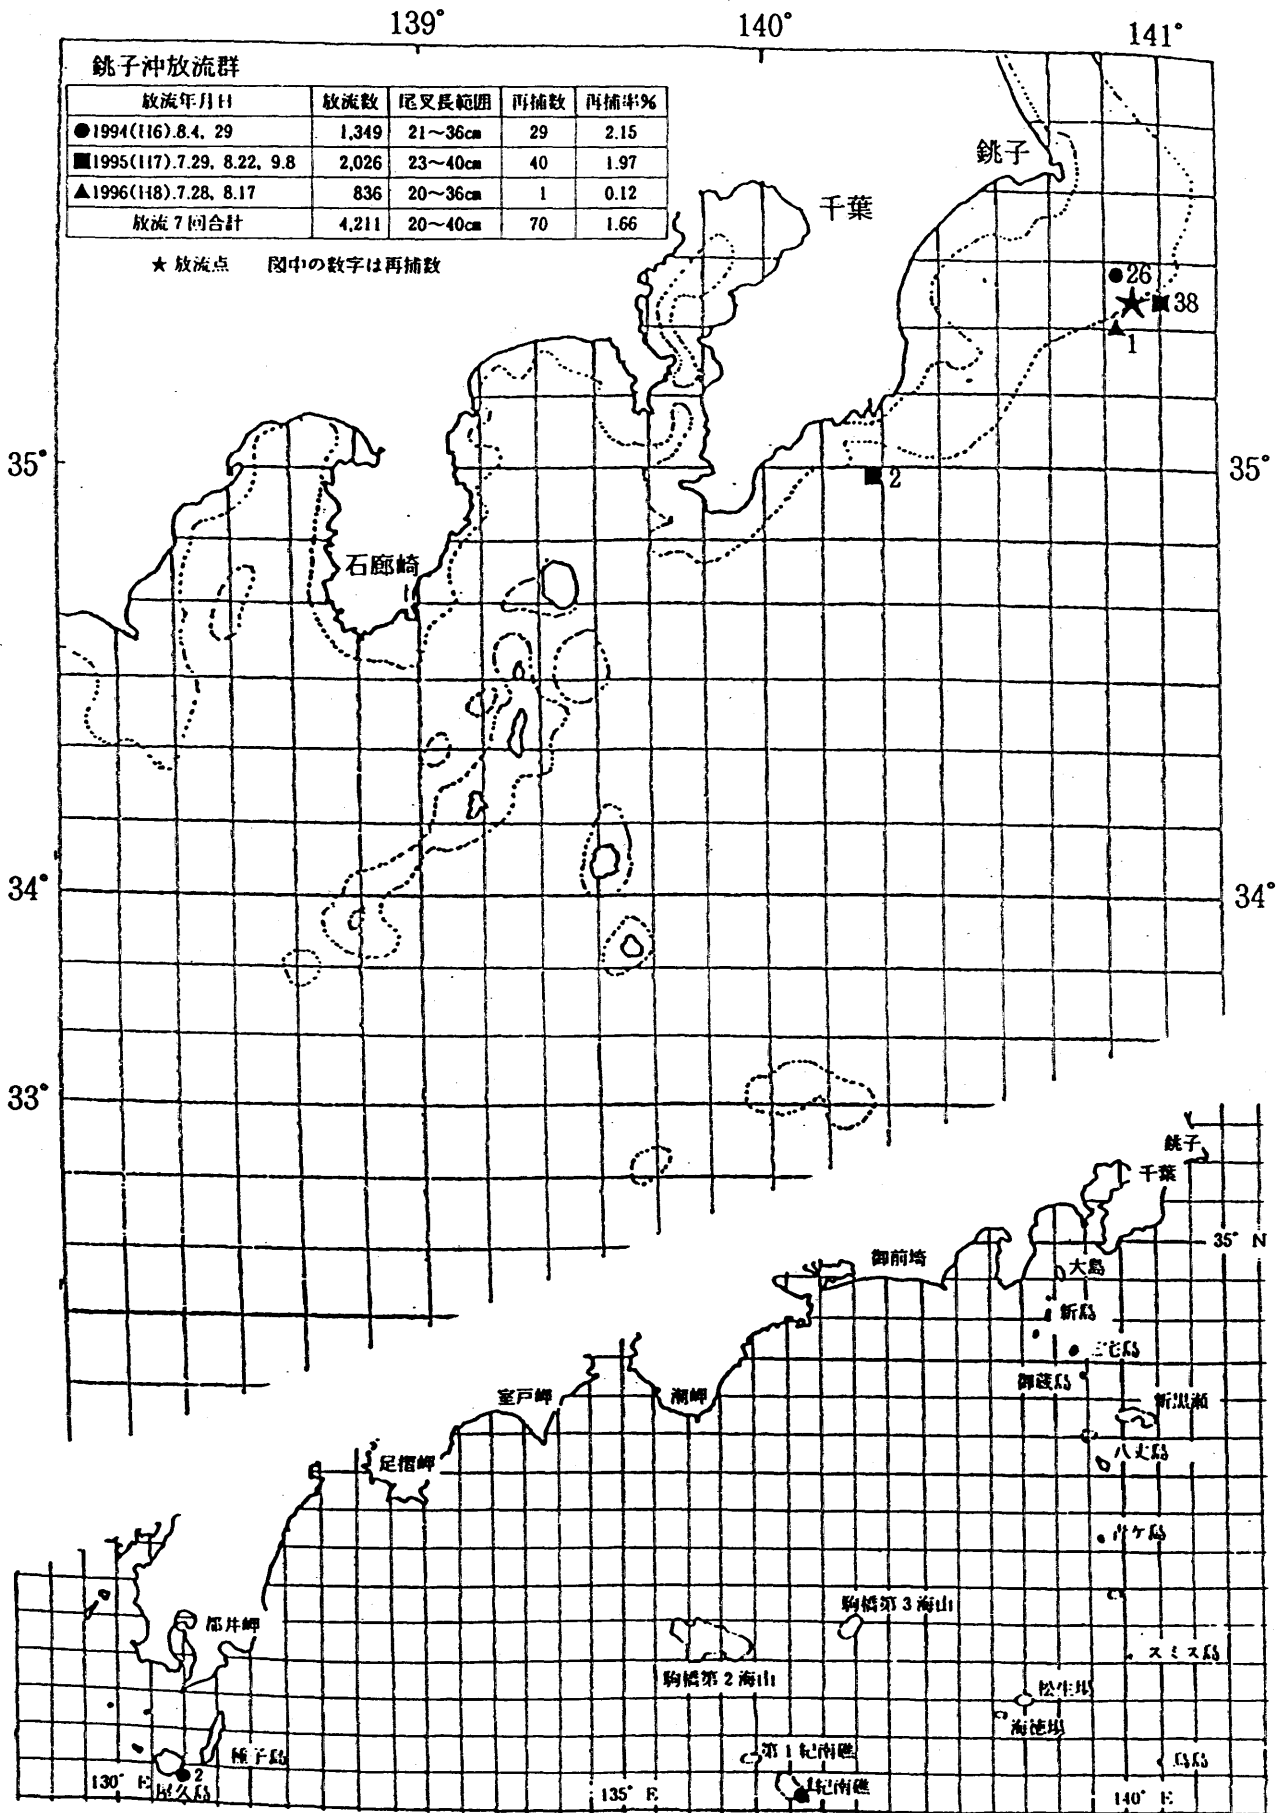 139° 140° 141°
銚子沖放流群
放流年月日 放流数 尾叉長範囲 再捕数 再捕率%
●1994(H6).8.4, 29 1,349 21～36cm 29 2.15
■1995(H7).7.29, 8.22, 9.8 2,026 23～40cm 40 1.97
▲1996(H8).7.28, 8.17 836 20～36cm 1 0.12
放流7回合計 4,211 20～40cm 70 1.66
★ 放流点 図中の数字は再捕数
銚子
千葉
26
38
1
35° 35°
2
石廊崎
34° 34°
33°
銚子
千葉
35° N
御前埼
大島
新島
三宅島
御蔵島
新黒瀬
室戸岬
潮岬
八丈島
足摺岬
青ケ島
駒橋第3海山
都井岬
スミス島
駒橋第2海山
松生場
海徳場
第1紀南礁
種子島
鳥島
130° E
2
屋久島
135° E
紀南礁
140° E